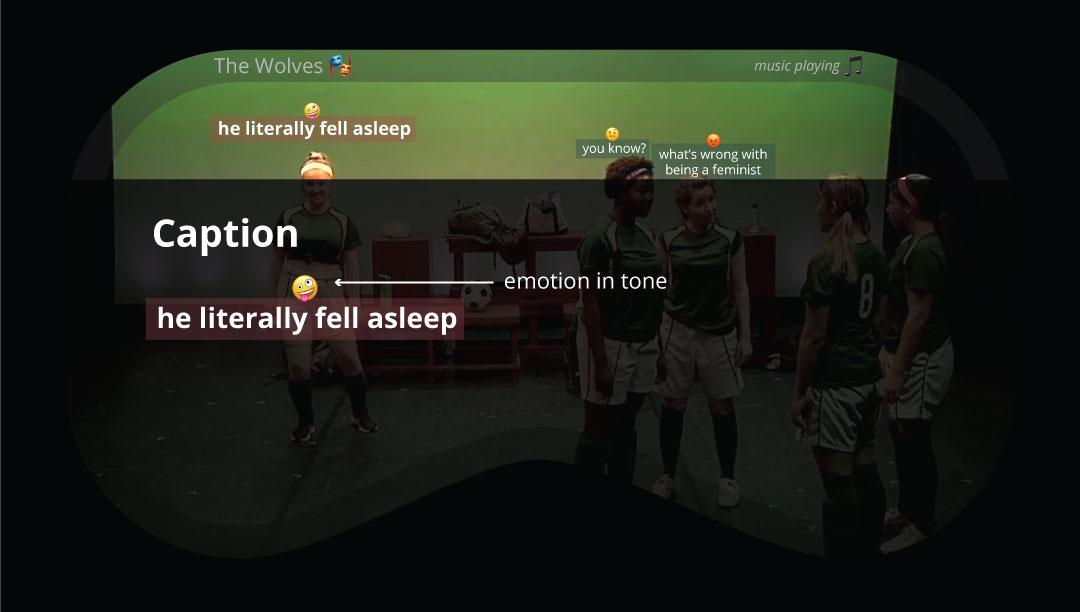 The Wolves
music playing
he literally fell asleep
you know?
what's wrong with
being a feminist
Caption
emotion in tone
he literally fell asleep
8